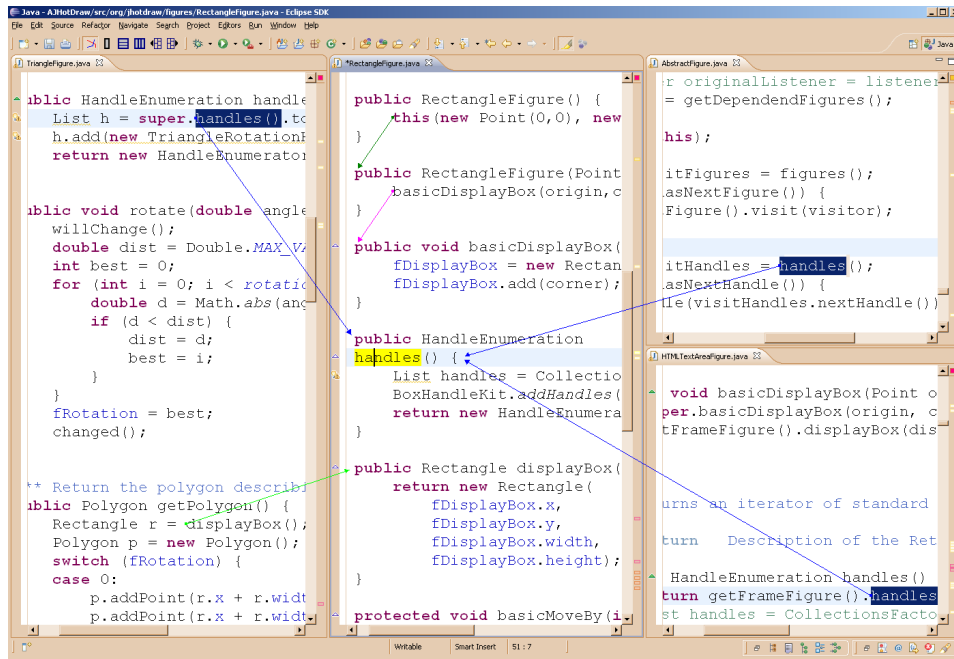 Java - AJHotDraw/src/org/jhotdraw/figures/RectangleFigure.java - Eclipse SDK
File Edit Source Refactor Navigate Search Project Editors Run Window Help
Java
TriangleFigure.java
ublic HandleEnumeration handle
List h = super.handles().to
h.add(new TriangleRotationH
return new HandleEnumerator
ublic void rotate(double angle
willChange();
double dist = Double.MAX_VA
int best = 0;
for (int i = 0; i < rotatic
double d = Math.abs(ang
if (d < dist) {
dist = d;
best = i;
}
}
fRotation = best;
changed();
** Return the polygon describi
ublic Polygon getPolygon() {
Rectangle r = displayBox();
Polygon p = new Polygon();
switch (fRotation) {
case 0:
p.addPoint(r.x + r.widt
p.addPoint(r.x + r.widt
*RectangleFigure.java
public RectangleFigure() {
this(new Point(0,0), new
}
public RectangleFigure(Point
basicDisplayBox(origin,c
}
public void basicDisplayBox(
fDisplayBox = new Rectan
fDisplayBox.add(corner);
}
public HandleEnumeration
handles() {
List handles = Collectio
BoxHandleKit.addHandles(
return new HandleEnumera
}
public Rectangle displayBox(
return new Rectangle(
fDisplayBox.x,
fDisplayBox.y,
fDisplayBox.width,
fDisplayBox.height);
}
protected void basicMoveBy(i
AbstractFigure.java
r originalListener = listener
= getDependendFigures();
his);
itFigures = figures();
asNextFigure()) {
Figure().visit(visitor);
itHandles = handles();
asNextHandle()) {
le(visitHandles.nextHandle())
HTMLTextAreaFigure.java
void basicDisplayBox(Point o
per.basicDisplayBox(origin, c
tFrameFigure().displayBox(dis
urns an iterator of standard
turn Description of the Ret
HandleEnumeration handles()
turn getFrameFigure().handles
st handles = CollectionsFacto
Writable Smart Insert 51 : 7